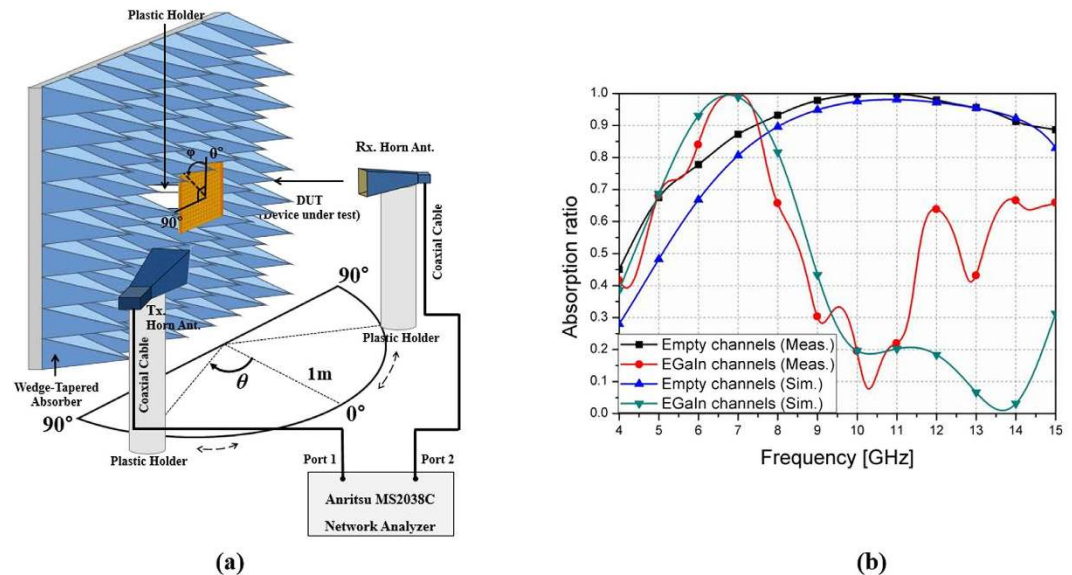 Plastic Holder
φ
0°
90°
DUT
(Device under test)
Rx. Horn Ant.
Coaxial Cable
Tx.
Horn Ant.
Coaxial Cable
90°
Plastic Holder
1m
θ
0°
90°
Wedge-Tapered
Absorber
Plastic Holder
Port 1
Port 2
Anritsu MS2038C
Network Analyzer
(a)
Absorption ratio
1.0
0.9
0.8
0.7
0.6
0.5
0.4
0.3
0.2
0.1
0.0
Empty channels (Meas.)
EGaIn channels (Meas.)
Empty channels (Sim.)
EGaIn channels (Sim.)
4 5 6 7 8 9 10 11 12 13 14 15
Frequency [GHz]
(b)